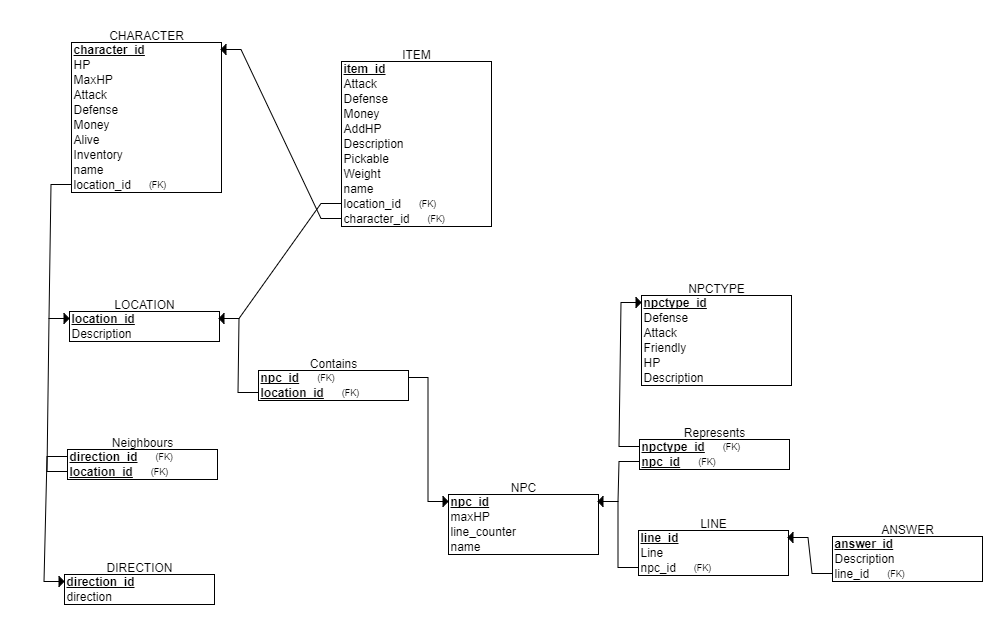 CHARACTER
character_id
HP
MaxHP
Attack
Defense
Money
Alive
Inventory
name
location_id (FK)
ITEM
item_id
Attack
Defense
Money
AddHP
Description
Pickable
Weight
name
location_id (FK)
character_id (FK)
LOCATION
location_id
Description
Contains
npc_id (FK)
location_id (FK)
NPCTYPE
npctype_id
Defense
Attack
Friendly
HP
Description
Neighbours
direction_id (FK)
location_id (FK)
Represents
npctype_id (FK)
npc_id (FK)
NPC
npc_id
maxHP
line_counter
name
LINE
line_id
Line
npc_id (FK)
ANSWER
answer_id
Description
line_id (FK)
DIRECTION
direction_id
direction